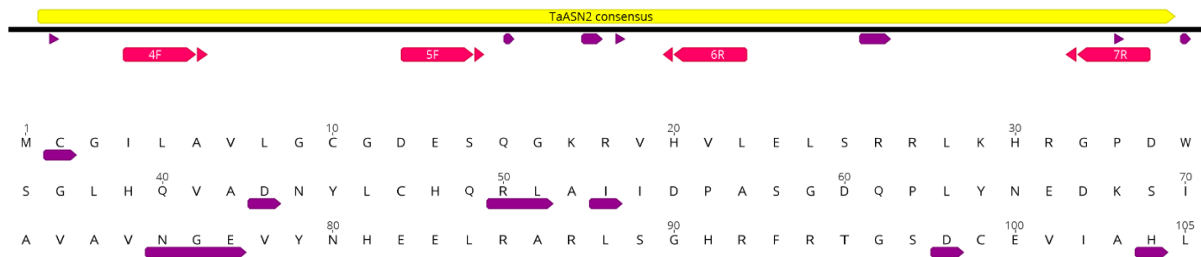 TaASN2 consensus
4F 5F 6R 7R
1 10 20 30
M C G I L A V L G C G D E S Q G K R V H V L E L S R R L K H R G P D W
40 50 60 70
S G L H Q V A D N Y L C H Q R L A I I D P A S G D Q P L Y N E D K S I
80 90 100 105
A V A V N G E V Y N H E E L R A R L S G H R F R T G S D C E V I A H L